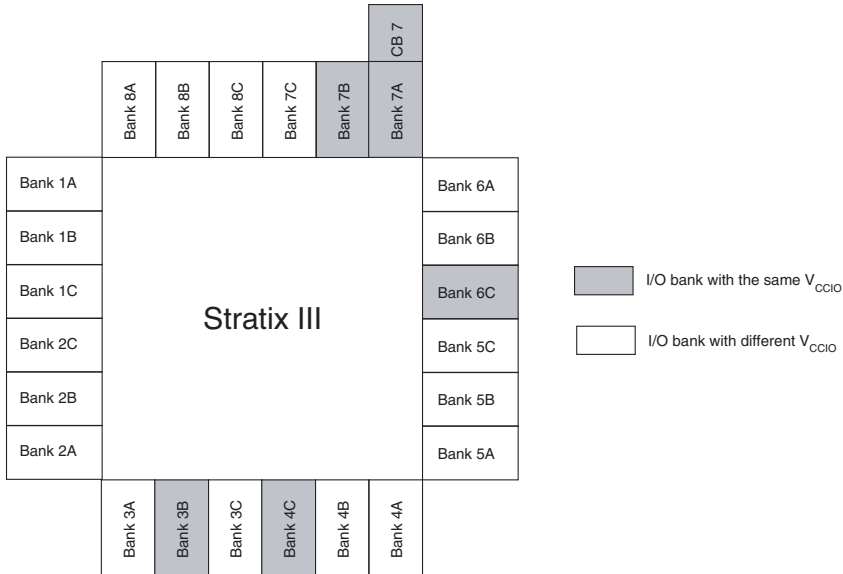 CB 7
Bank 8A
Bank 8B
Bank 8C
Bank 7C
Bank 7B
Bank 7A
Bank 1A
Bank 1B
Bank 1C
Bank 2C
Bank 2B
Bank 2A
Stratix III
Bank 6A
Bank 6B
Bank 6C
Bank 5C
Bank 5B
Bank 5A
Bank 3A
Bank 3B
Bank 3C
Bank 4C
Bank 4B
Bank 4A
I/O bank with the same VCCIO
I/O bank with different VCCIO